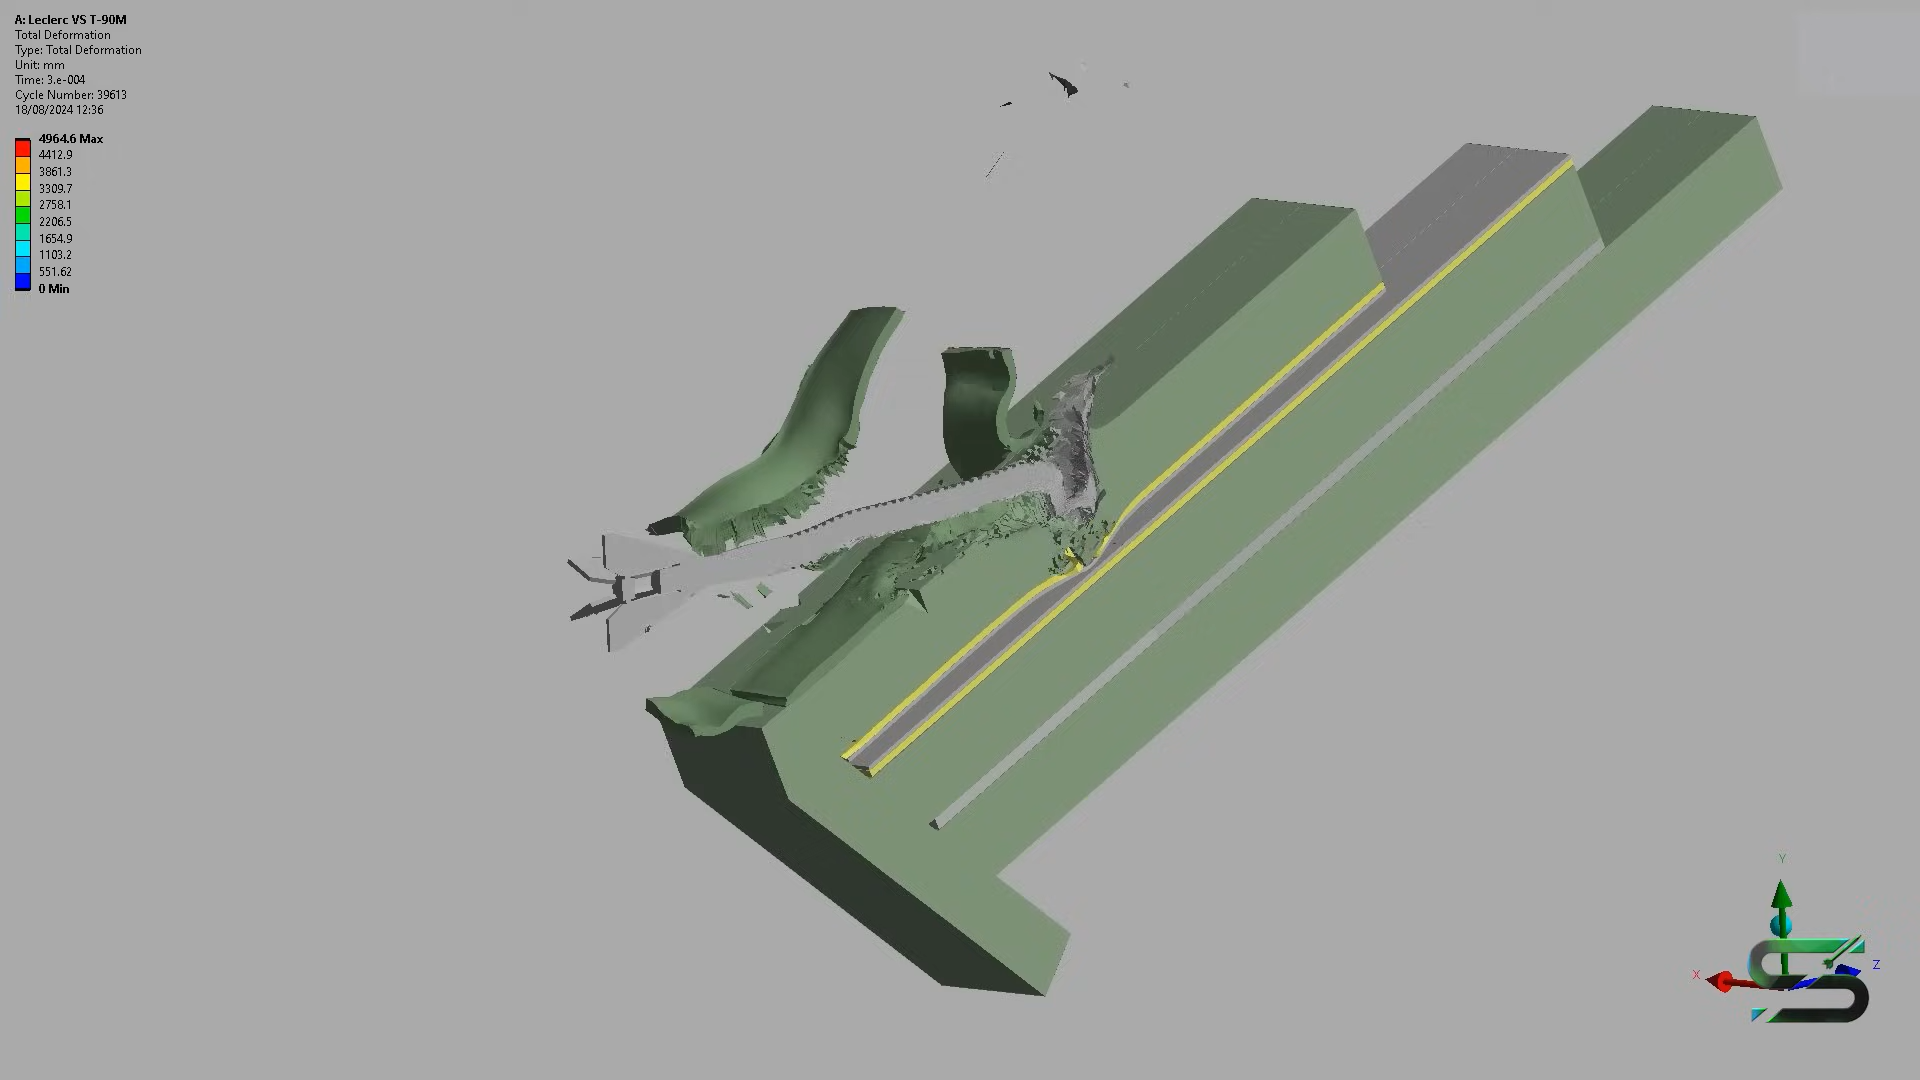 A: Leclerc VS T-90M
Total Deformation
Type: Total Deformation
Unit: mm
Time: 3.e-004
Cycle Number: 39613
18/08/2024 12:36
4964.6 Max
4412.9
3861.3
3309.7
2758.1
2206.5
1654.9
1103.2
551.62
0 Min
Y
X
Z